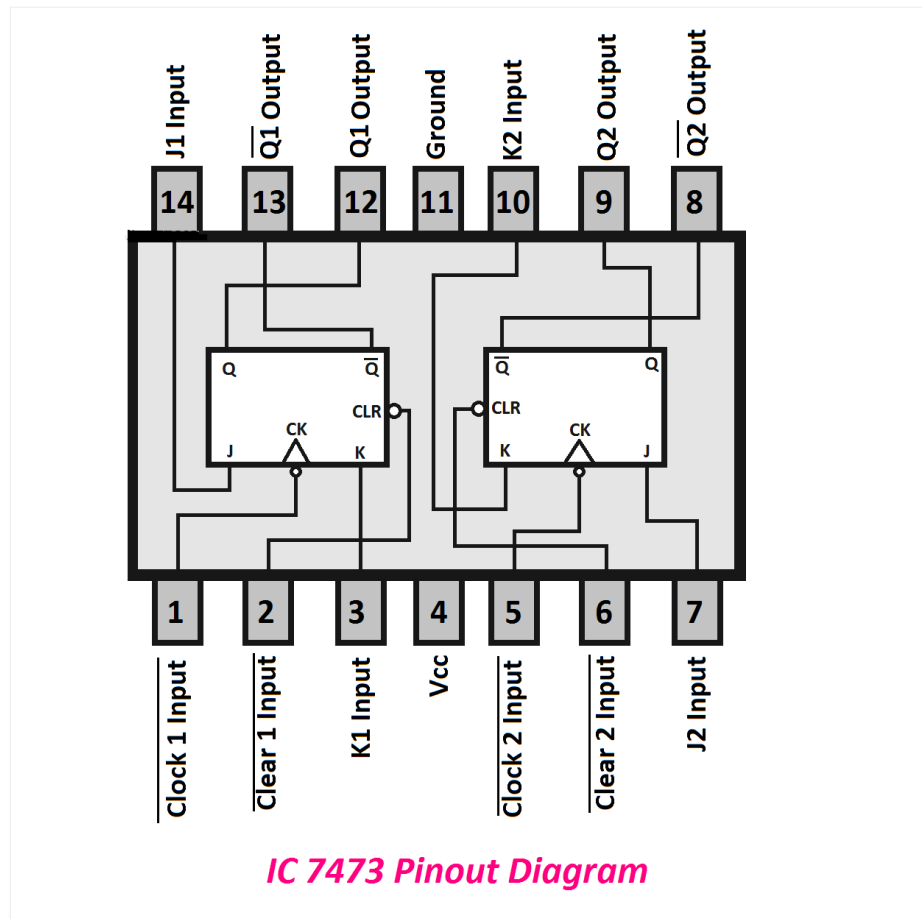 J1 Input
Q̅1 Output
Q1 Output
Ground
K2 Input
Q2 Output
Q̅2 Output
14
13
12
11
10
9
8
Q
Q̅
CLR
CK
J
K
Q̅
Q
CLR
CK
K
J
1
2
3
4
5
6
7
Clock 1 Input
Clear 1 Input
K1 Input
Vcc
Clock 2 Input
Clear 2 Input
J2 Input
IC 7473 Pinout Diagram